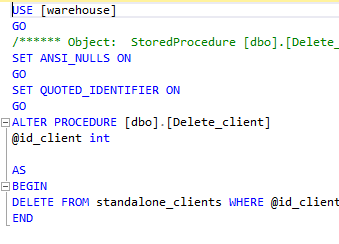 USE [warehouse]
GO
/****** Object:  StoredProcedure [dbo].[Delete_
SET ANSI_NULLS ON
GO
SET QUOTED_IDENTIFIER ON
GO
ALTER PROCEDURE [dbo].[Delete_client]
@id_client int
AS
BEGIN
DELETE FROM standalone_clients WHERE @id_client
END